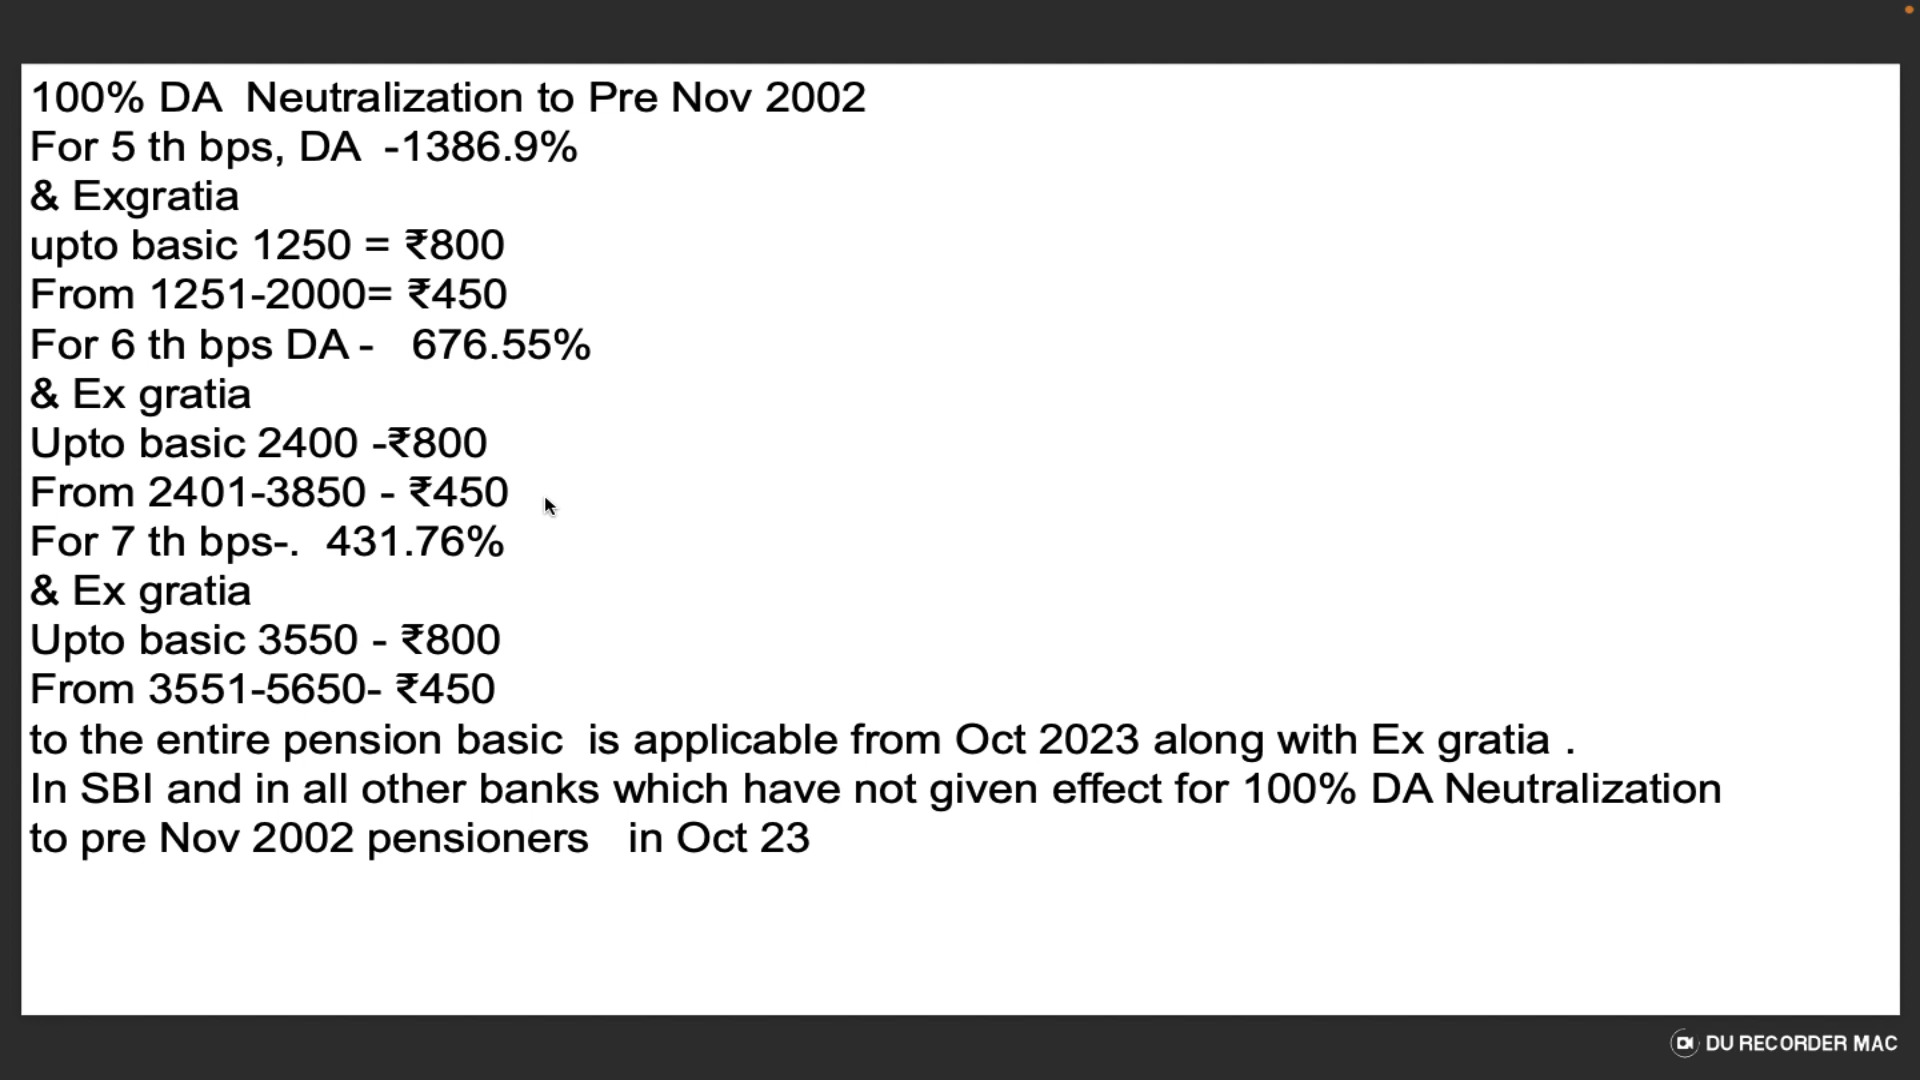 100% DA  Neutralization to Pre Nov 2002
For 5 th bps, DA  -1386.9%
& Exgratia
upto basic 1250 = ₹800
From 1251-2000= ₹450
For 6 th bps DA -   676.55%
& Ex gratia
Upto basic 2400 -₹800
From 2401-3850 - ₹450
For 7 th bps-.  431.76%
& Ex gratia
Upto basic 3550 - ₹800
From 3551-5650- ₹450
to the entire pension basic  is applicable from Oct 2023 along with Ex gratia .
In SBI and in all other banks which have not given effect for 100% DA Neutralization
to pre Nov 2002 pensioners   in Oct 23
DU RECORDER MAC